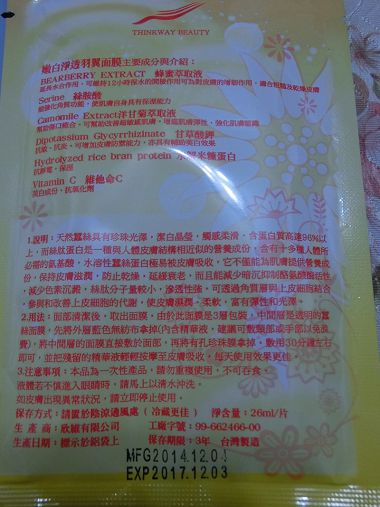 THINKWAY BEAUTY
嫩白淨透羽翼面膜主要成分與介紹：
BEARBERRY EXTRACT 蜂蜜萃取液
Serine 絲胺酸
Camomile Extract洋甘菊萃取液
Dipotassium Glycyrrhizinate 甘草酸鉀
Hydrolyzed rice bran protein 水解米糠蛋白
Vitamin C 維他命C
1.說明：天然蠶絲具有珍珠光澤，潔白晶瑩，觸感柔滑，含蛋白質高達96%以
上，而絲肽蛋白是一種與人體皮膚結構相近似的營養成份，含有十多種人體所
必需的氨基酸，水溶性蠶絲蛋白極易被皮膚吸收，它不僅能為肌膚提供營養成
份，保持皮膚滋潤，防止乾燥，延緩衰老，而且能減少暗沉抑制酪氨酸酶活性
，減少色素沉澱，絲肽分子量較小，滲透性強，可透過角質層與上皮細胞結合
參與和改善上皮細胞的代謝，使皮膚濕潤、柔軟，富有彈性和光澤。
2.用法：面部清潔後，取出面膜，由於此面膜是3層包裝，中間層是透明的蠶
絲面膜，先將外層藍色無紡布拿掉(內含精華液，建議可敷頸部或手部以免浪
費)，將中間層的面膜直接敷於面部，再將有孔珍珠膜拿掉，敷用30分鐘左右
即可，並把殘留的精華液輕輕按摩至皮膚吸收，每天使用效果更佳。
3.注意事項：本品為一次性產品，請勿重複使用，不可吞食。
液體若不慎進入眼睛時，請馬上以清水沖洗。
如皮膚出現異常狀況，請立即停止使用。
保存方式：請置於陰涼通風處（冷藏更佳） 淨含量：26ml/片
生 產 商：欣緹有限公司 工廠字號：99-662466-00
生產日期：標示於鋁袋上 保存期限：3年 台灣製造
MFG2014.12.04
EXP2017.12.03